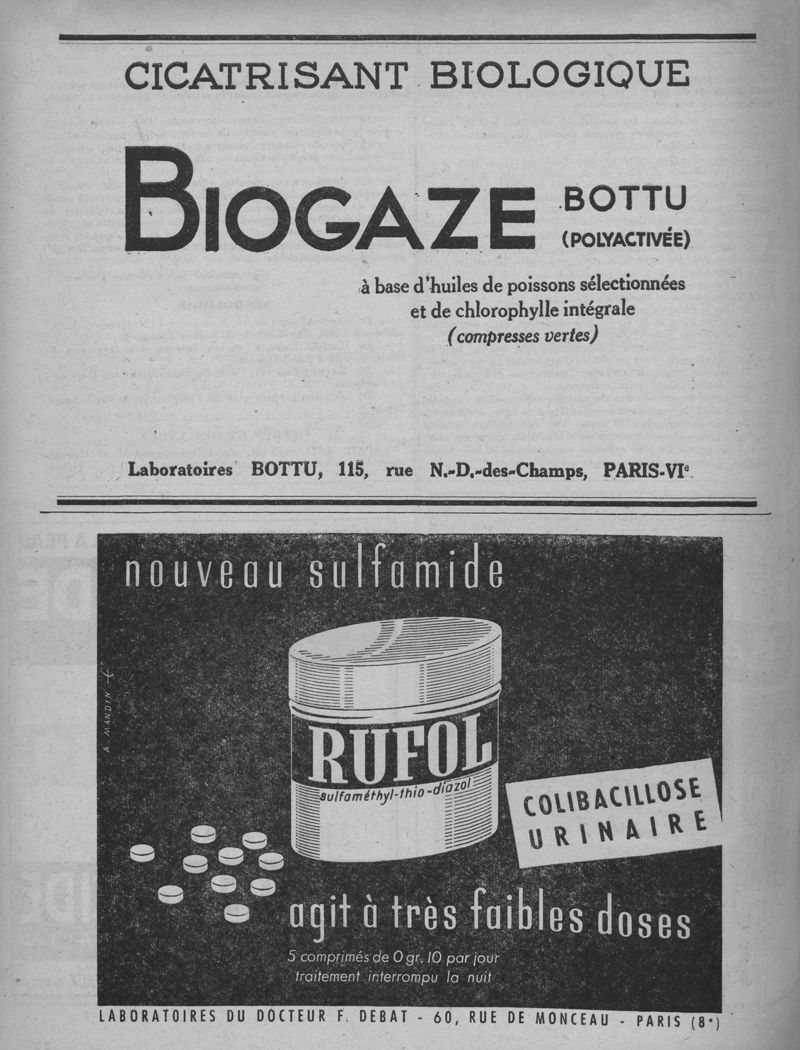 CICATRISANT BIOLOGIQUE
BIOGAZE BOTTU
(POLYACTIVÉE)
à base d'huiles de poissons sélectionnées
et de chlorophylle intégrale
(compresses vertes)
Laboratoires BOTTU, 115, rue N.-D.-des-Champs, PARIS-VIe.
nouveau sulfamide
A. MANDIN
RUFOL
sulfaméthyl-thio-diazol
COLIBACILLOSE
URINAIRE
agit à très faibles doses
5 comprimés de 0 gr. 10 par jour
traitement interrompu la nuit
LABORATOIRES DU DOCTEUR F. DEBAT - 60, RUE DE MONCEAU - PARIS (8e)